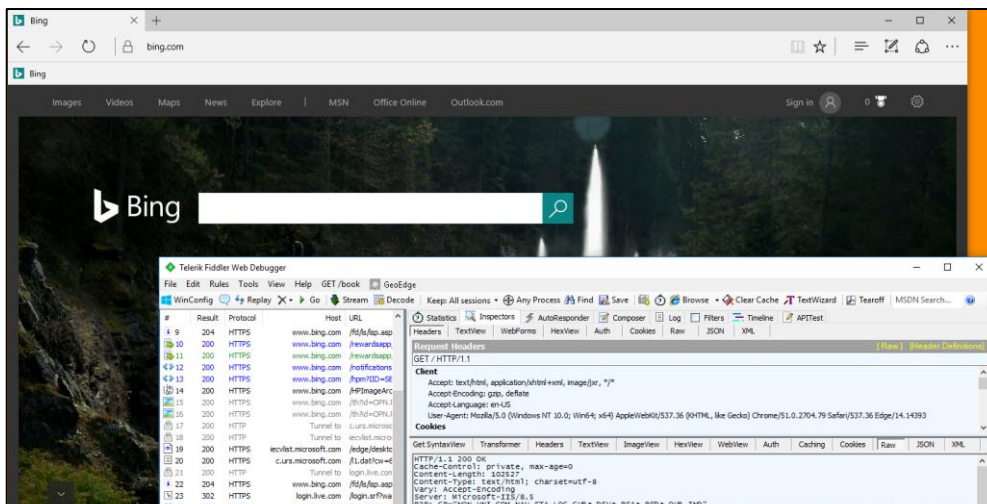 Bing
bing.com
Bing
Images Videos Maps News Explore | MSN Office Online Outlook.com Sign in 0
Bing
Telerik Fiddler Web Debugger
File Edit Rules Tools View Help GET /book GeoEdge
WinConfig Replay X Go Stream Decode Keep: All sessions Any Process Find Save Browse Clear Cache TextWizard Tearoff MSDN Search...
# Result Protocol Host URL
Statistics Inspectors AutoResponder Composer Log Filters Timeline APITest
Headers TextView WebForms HexView Auth Cookies Raw JSON XML
Request Headers [Raw] [Header Definitions]
GET / HTTP/1.1
Client
Accept: text/html, application/xhtml+xml, image/jxr, */*
Accept-Encoding: gzip, deflate
Accept-Language: en-US
User-Agent: Mozilla/5.0 (Windows NT 10.0; Win64; x64) AppleWebKit/537.36 (KHTML, like Gecko) Chrome/51.0.2704.79 Safari/537.36 Edge/14.14393
Cookies
9 204 HTTPS www.bing.com /fd/ls/lsp.asp
10 200 HTTPS www.bing.com /rewardsapp
11 200 HTTPS www.bing.com /rewardsapp
12 200 HTTPS www.bing.com /notifications
13 200 HTTPS www.bing.com /hpm?IID=SE
14 200 HTTPS www.bing.com /HPImageArc
15 200 HTTPS www.bing.com /th?id=OPN.
16 200 HTTPS www.bing.com /th?id=OPN.
17 200 HTTP Tunnel to c.urs.microsc
18 200 HTTP Tunnel to iecvlist.micro
19 200 HTTPS iecvlist.microsoft.com /edge/deskto
20 200 HTTPS c.urs.microsoft.com /l1.dat?cw=6
21 200 HTTP Tunnel to login.live.com
22 204 HTTPS www.bing.com /fd/ls/lsp.asp
23 302 HTTPS login.live.com /login.srf?wa
Get SyntaxView Transformer Headers TextView ImageView HexView WebView Auth Caching Cookies Raw JSON XML
HTTP/1.1 200 OK
Cache-Control: private, max-age=0
Content-Length: 102527
Content-Type: text/html; charset=utf-8
Vary: Accept-Encoding
Server: Microsoft-IIS/8.5